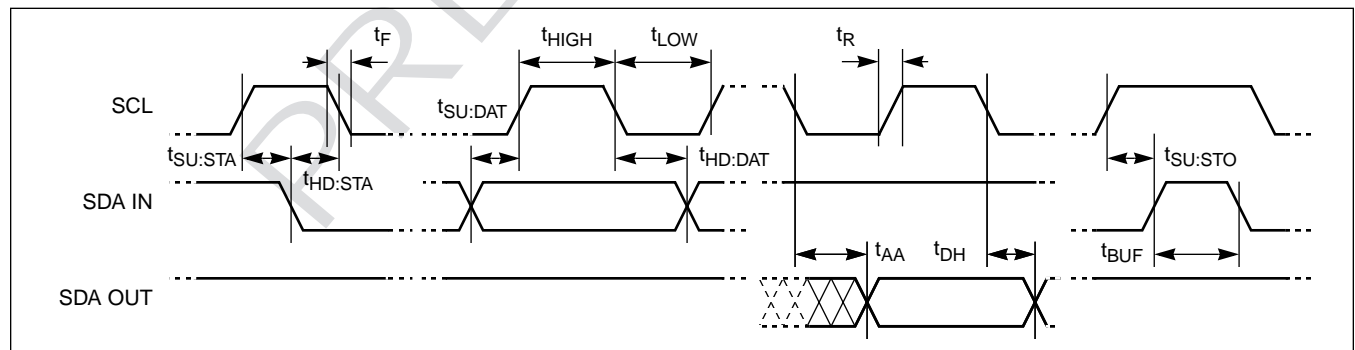 tF
tHIGH
tLOW
tR
SCL
tSU:DAT
tSU:STA
tHD:STA
tHD:DAT
tSU:STO
SDA IN
tAA
tDH
tBUF
SDA OUT